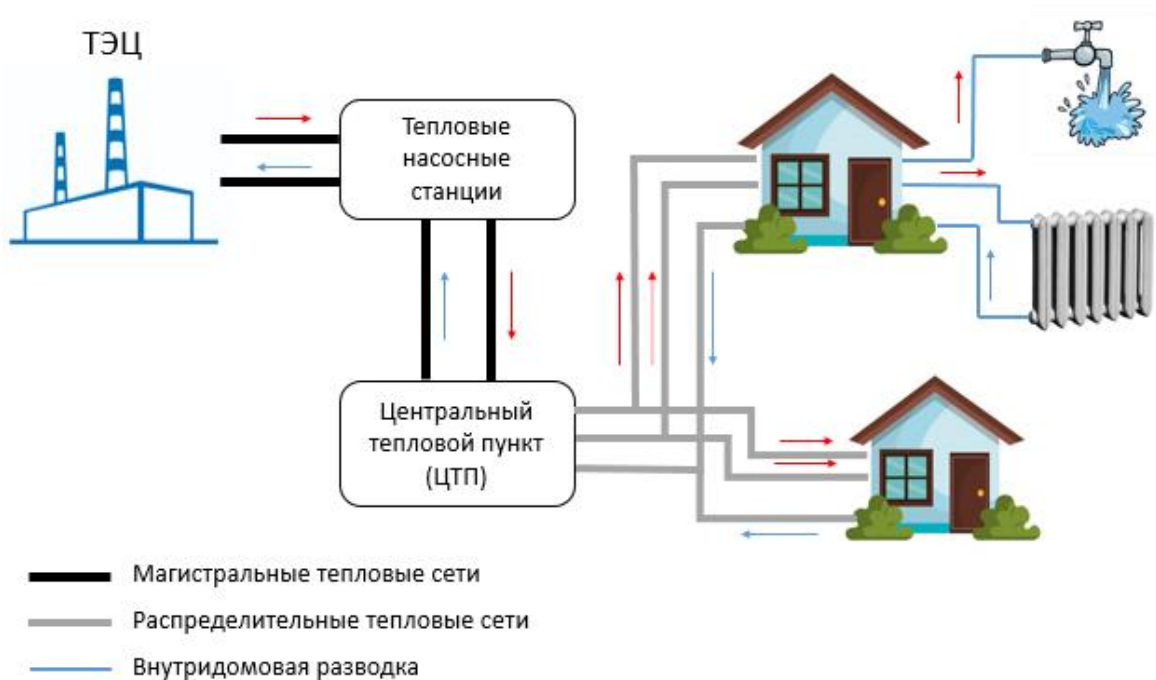 ТЭЦ
Тепловые
насосные
станции
Центральный
тепловой пункт
(ЦТП)
Магистральные тепловые сети
Распределительные тепловые сети
Внутридомовая разводка